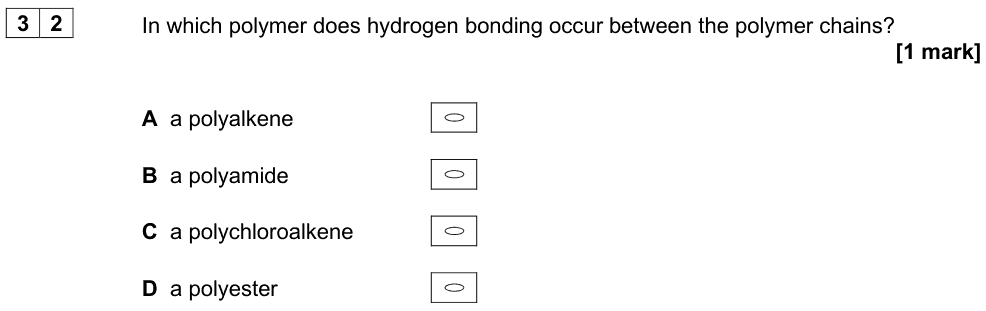 3 2 In which polymer does hydrogen bonding occur between the polymer chains?
[1 mark]
A a polyalkene
B a polyamide
C a polychloroalkene
D a polyester